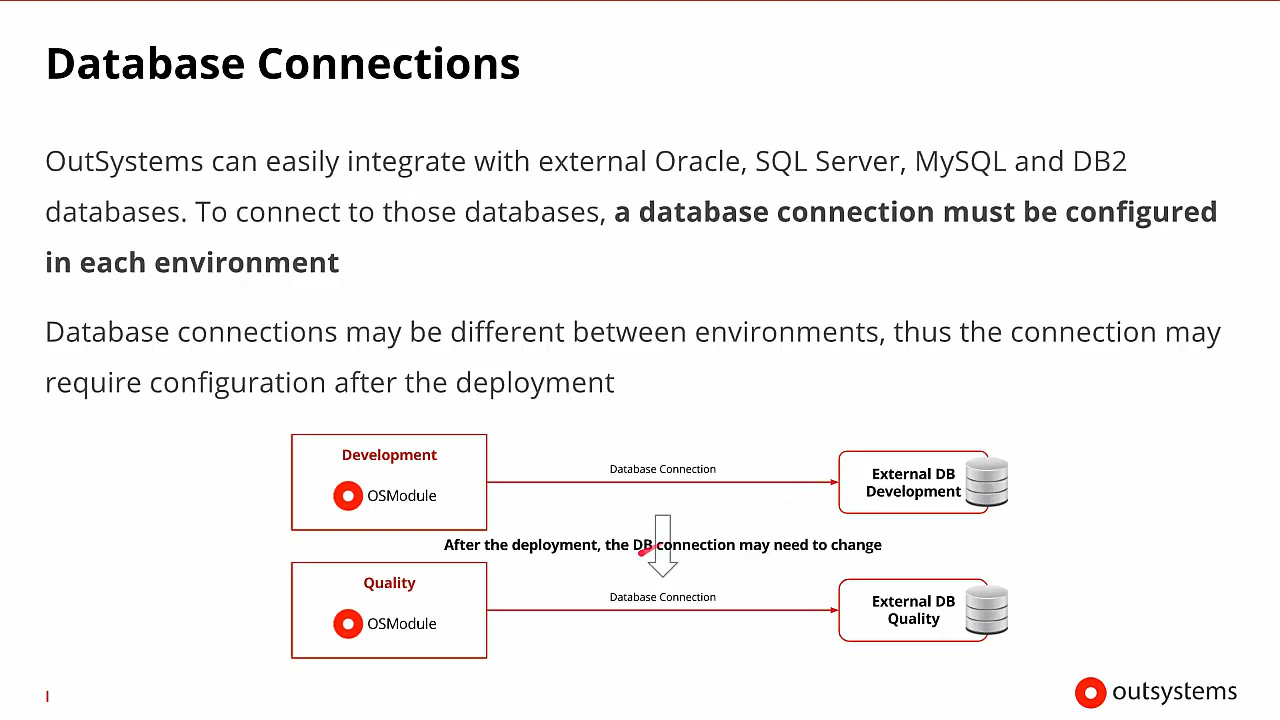 Database Connections
OutSystems can easily integrate with external Oracle, SQL Server, MySQL and DB2
databases. To connect to those databases, a database connection must be configured
in each environment
Database connections may be different between environments, thus the connection may
require configuration after the deployment
Development
OSModule
Database Connection
External DB
Development
After the deployment, the DB connection may need to change
Quality
OSModule
Database Connection
External DB
Quality
outsystems